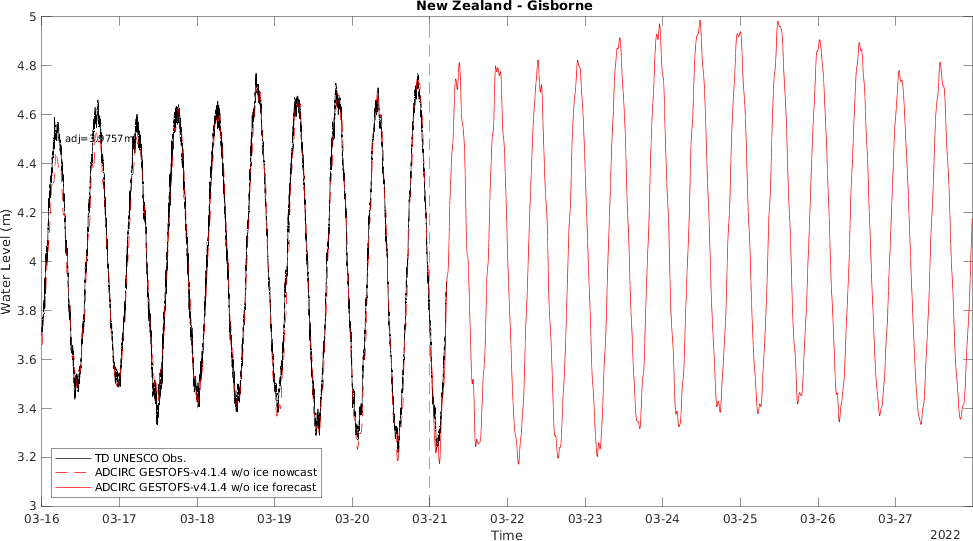 New Zealand - Gisborne
5
4.8
4.6
4.4
4.2
4
3.8
3.6
3.4
3.2
3
Water Level (m)
adj=3.9757m
TD UNESCO Obs.
ADCIRC GESTOFS-v4.1.4 w/o ice nowcast
ADCIRC GESTOFS-v4.1.4 w/o ice forecast
03-16 03-17 03-18 03-19 03-20 03-21 03-22 03-23 03-24 03-25 03-26 03-27
Time
2022